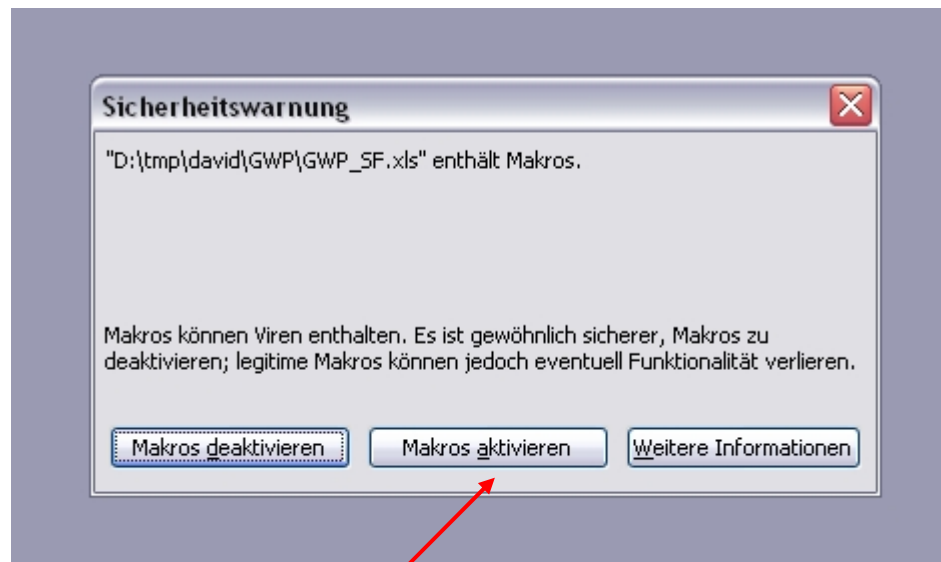 Sicherheitswarnung
"D:\tmp\david\GWP\GWP_SF.xls" enthält Makros.
Makros können Viren enthalten. Es ist gewöhnlich sicherer, Makros zu
deaktivieren; legitime Makros können jedoch eventuell Funktionalität verlieren.
Makros deaktivieren Makros aktivieren Weitere Informationen